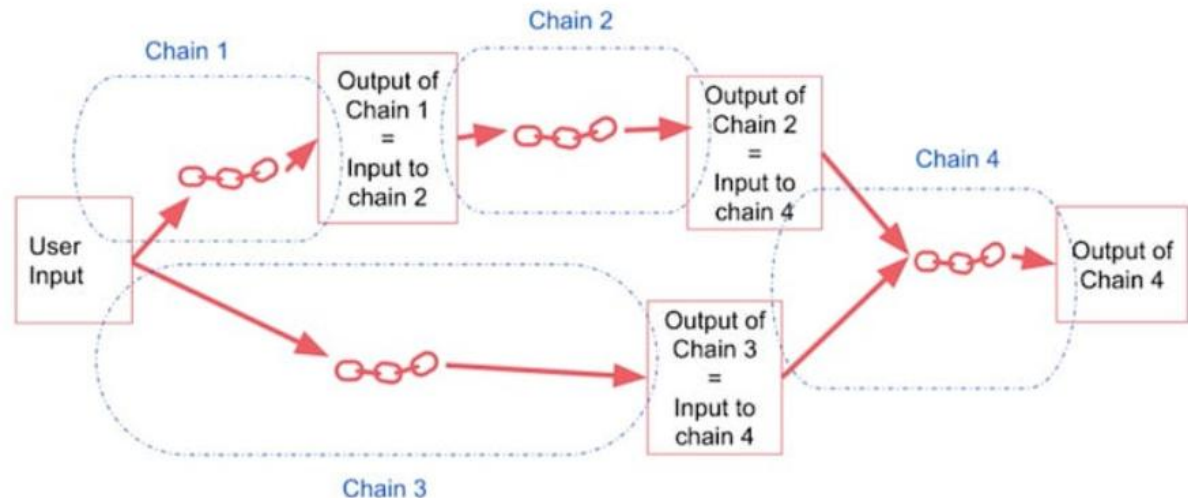 Chain 1
Chain 2
Output of
Chain 1
=
Input to
chain 2
Output of
Chain 2
=
Input to
chain 4
Chain 4
User
Input
Output of
Chain 4
Output of
Chain 3
=
Input to
chain 4
Chain 3